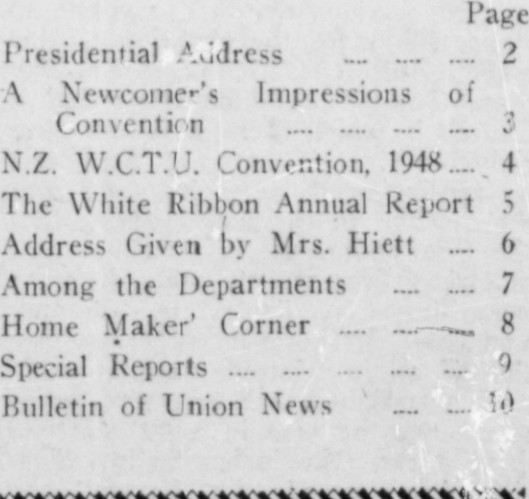 Page
Presidential Address .... .... .... 2
A Newcomer's Impressions of
Convention .... .... .... .... 3
N.Z. W.C.T.U. Convention, 1948 .... 4
The White Ribbon Annual Report 5
Address Given by Mrs. Hiett .... 6
Among the Departments .... .... 7
Home Maker' Corner .... .... .... 8
Special Reports .... .... .... .... .... 9
Bulletin of Union News .... .... 10